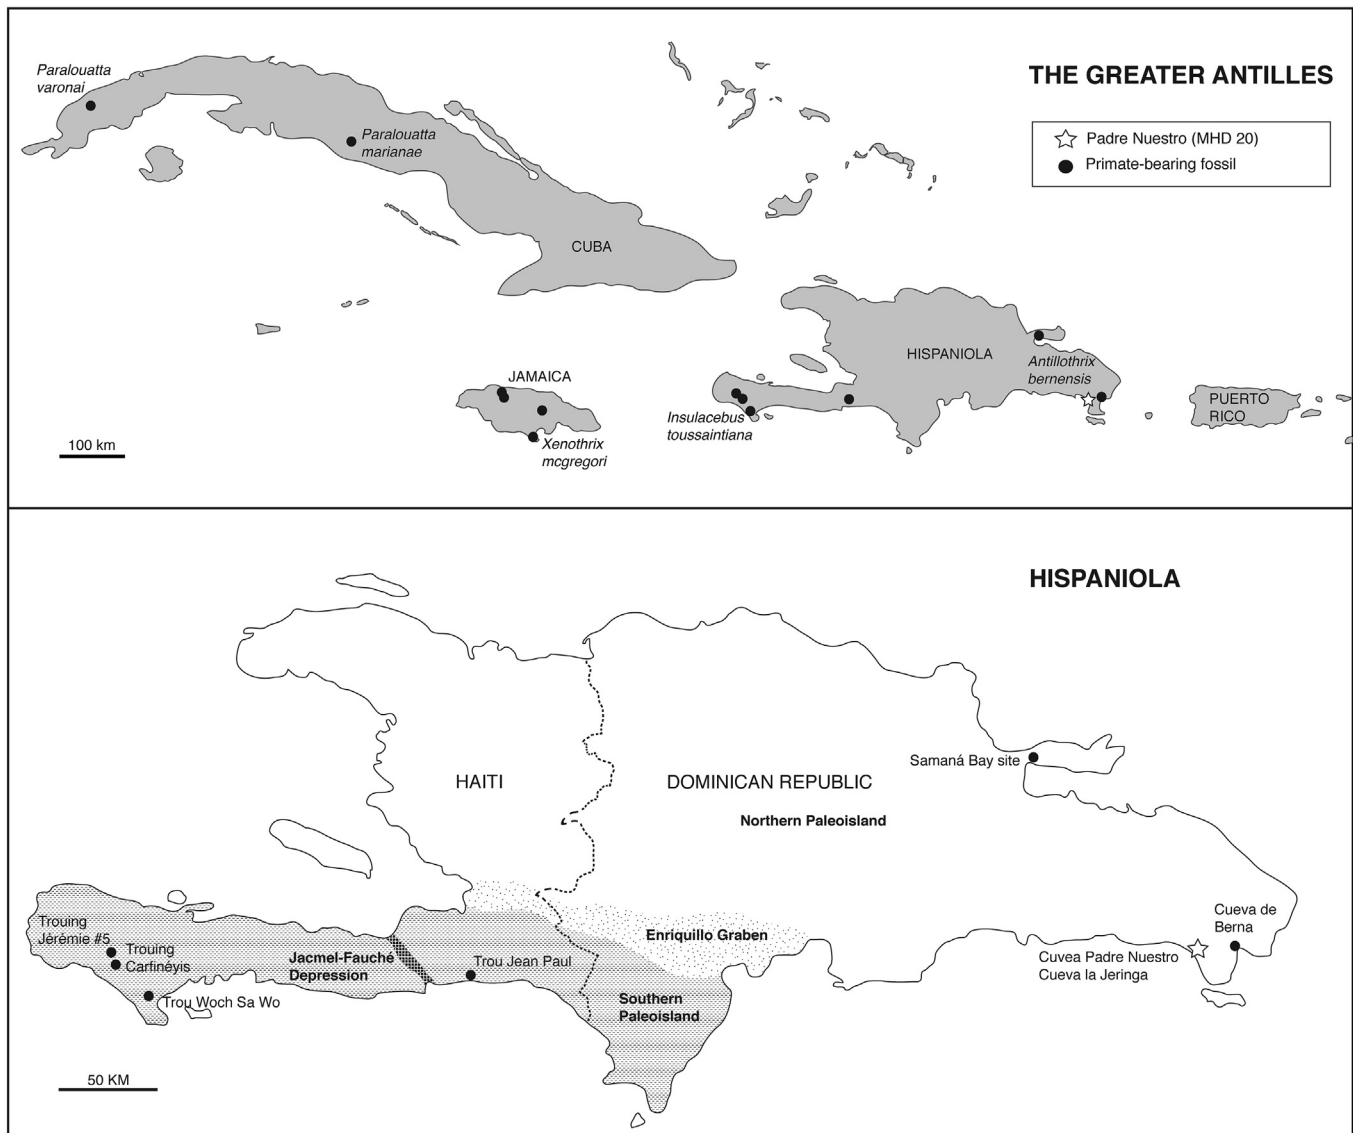 THE GREATER ANTILLES
Padre Nuestro (MHD 20)
Primate-bearing fossil
Paralouatta
varonai
Paralouatta
marianae
CUBA
HISPANIOLA
Antillothrix
bernensis
JAMAICA
PUERTO
RICO
Insulacebus
toussaintiana
Xenothrix
mcgregori
100 km
HISPANIOLA
Samaná Bay site
HAITI
DOMINICAN REPUBLIC
Northern Paleoisland
Trouing
Jérémie #5
Trouing
Carfinéyis
Trou Woch Sa Wo
Jacmel-Fauché
Depression
Trou Jean Paul
Enriquillo Graben
Southern
Paleoisland
Cueva de
Berna
Cuvea Padre Nuestro
Cueva la Jeringa
50 KM